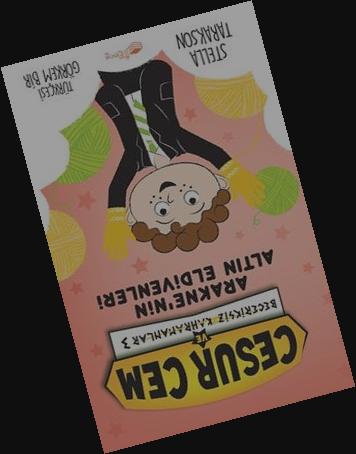 CESUR CEM
VE
BECERİKSİZ KAHRAMANLAR 3
ARAKNE'NİN
ALTIN ELDİVENLERİ
STELLA
TARAKSON
TÜRKÇESİ
GÖRKEM BİR